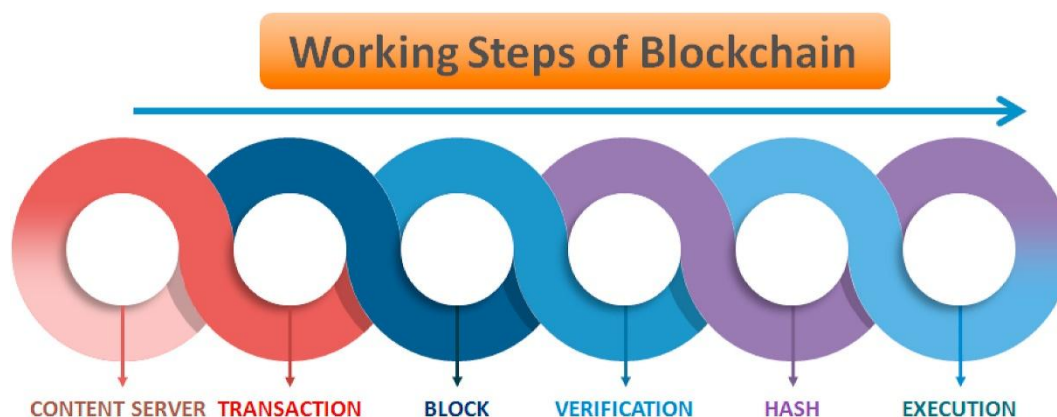 Working Steps of Blockchain
CONTENT SERVER TRANSACTION BLOCK VERIFICATION HASH EXECUTION